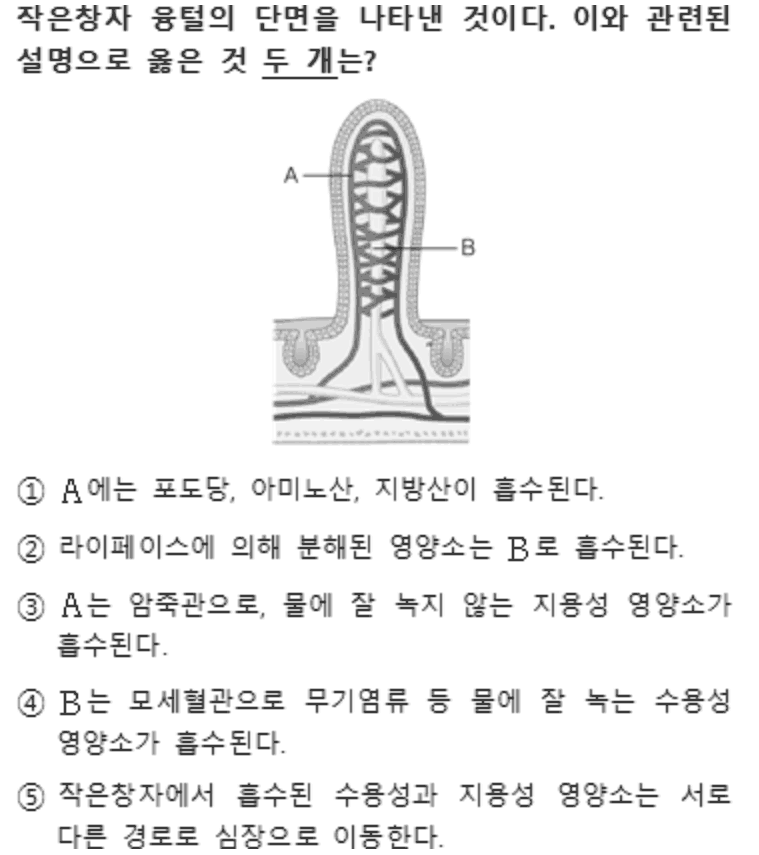 작은창자 융털의 단면을 나타낸 것이다. 이와 관련된
설명으로 옳은 것 두 개는?
A
B
① A에는 포도당, 아미노산, 지방산이 흡수된다.
② 라이페이스에 의해 분해된 영양소는 B로 흡수된다.
③ A는 암죽관으로, 물에 잘 녹지 않는 지용성 영양소가
흡수된다.
④ B는 모세혈관으로 무기염류 등 물에 잘 녹는 수용성
영양소가 흡수된다.
⑤ 작은창자에서 흡수된 수용성과 지용성 영양소는 서로
다른 경로로 심장으로 이동한다.